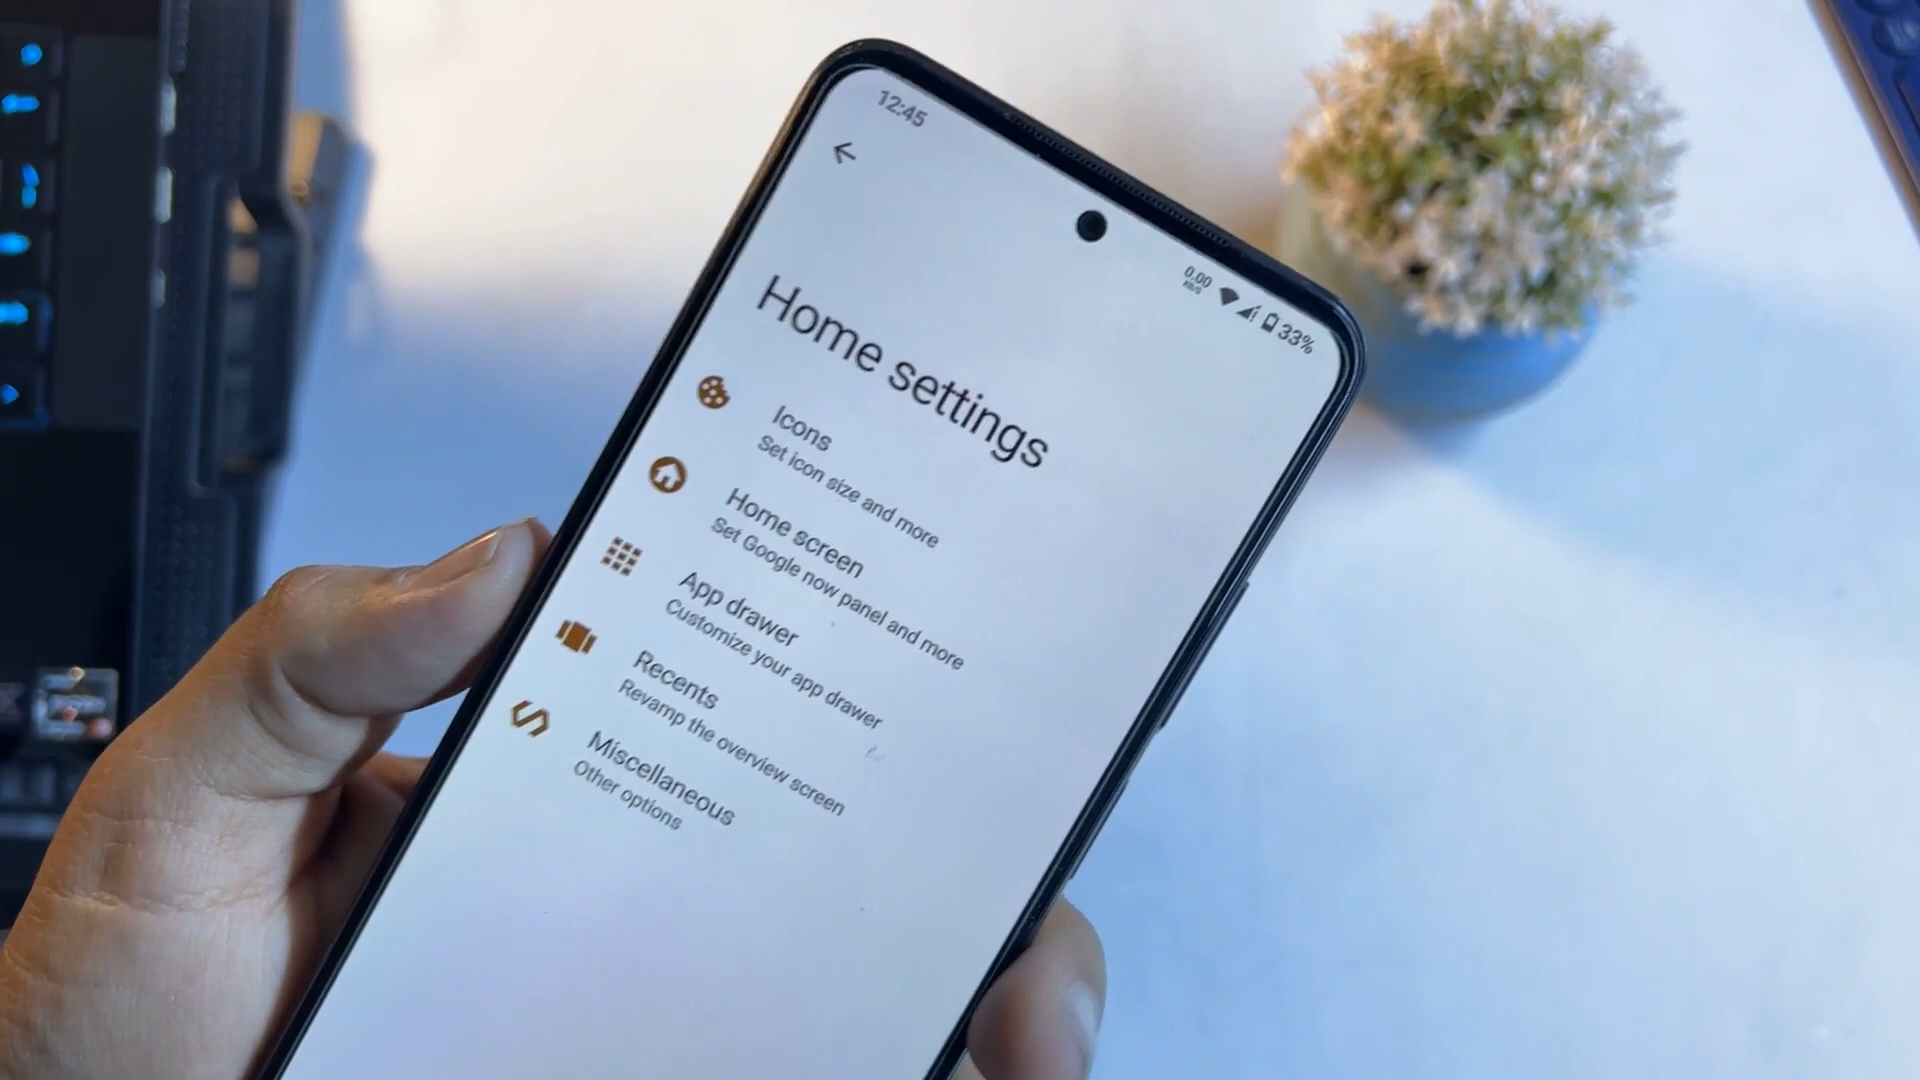 12:45
0.00
KB/S
33%
Home settings
Icons
Set icon size and more
Home screen
Set Google now panel and more
App drawer
Customize your app drawer
Recents
Revamp the overview screen
Miscellaneous
Other options